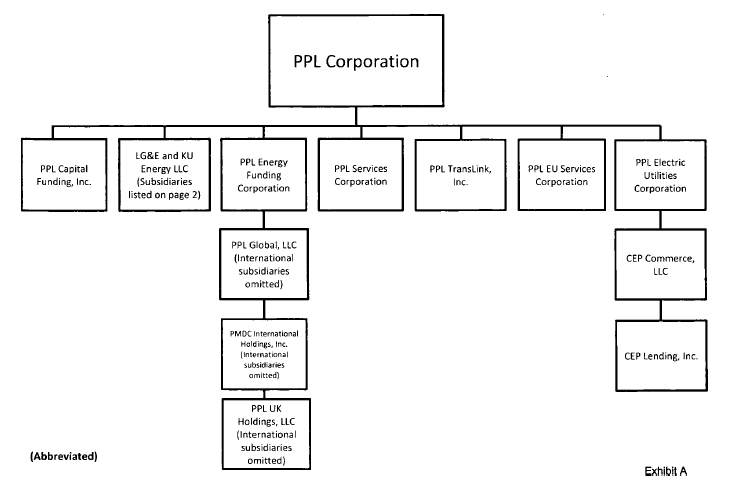 PPL Corporation
PPL Capital
Funding, Inc.
LG&E and KU
Energy LLC
(Subsidiaries
listed on page 2)
PPL Energy
Funding
Corporation
PPL Services
Corporation
PPL TransLink,
Inc.
PPL EU Services
Corporation
PPL Electric
Utilities
Corporation
PPL Global, LLC
(International
subsidiaries
omitted)
CEP Commerce,
LLC
PMDC International
Holdings, Inc.
(International
subsidiaries
omitted)
CEP Lending, Inc.
PPL UK
Holdings, LLC
(International
subsidiaries
omitted)
(Abbreviated)
Exhibit A